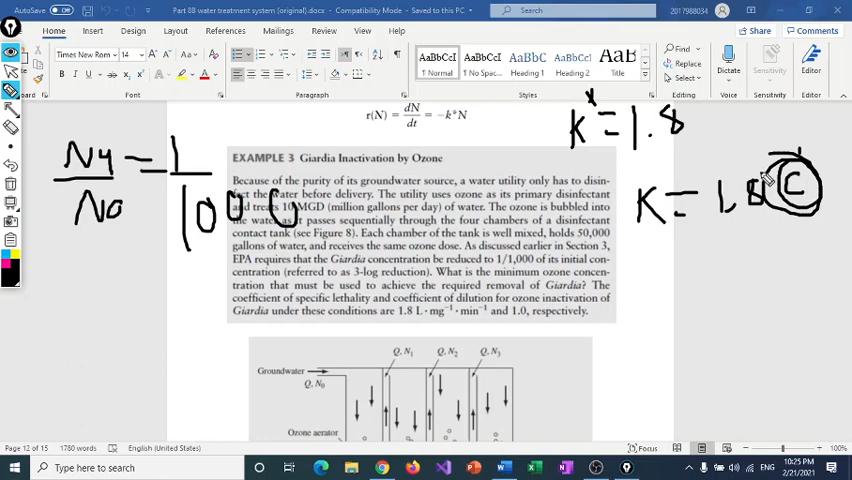 AutoSave Off
Part 8B water treatment system (original).docx - Compatibility Mode - Saved to this PC
Search
2017988034
File Home Insert Draw Design Layout References Mailings Review View Help
Share Comments
Times New Rom 14
B I U
AaBbCcI AaBbCcI AaBbC AaBbCcI AaB
1 Normal 1 No Spac... Heading 1 Heading 2 Title
Find
Replace
Select
Dictate
Sensitivity
Editor
Clipboard
Font
Paragraph
Styles
Editing
Voice
Sensitivity
Editor
r(N) = dN/dt = -k*N
K* = 1.8
N4/N0 = 1/1000
K = 1.8 C
EXAMPLE 3 Giardia Inactivation by Ozone
Because of the purity of its groundwater source, a water utility only has to disin-
fect the water before delivery. The utility uses ozone as its primary disinfectant
and treats 10 MGD (million gallons per day) of water. The ozone is bubbled into
the water as it passes sequentially through the four chambers of a disinfectant
contact tank (see Figure 8). Each chamber of the tank is well mixed, holds 50,000
gallons of water, and receives the same ozone dose. As discussed earlier in Section 3,
EPA requires that the Giardia concentration be reduced to 1/1,000 of its initial con-
centration (referred to as 3-log reduction). What is the minimum ozone concen-
tration that must be used to achieve the required removal of Giardia? The
coefficient of specific lethality and coefficient of dilution for ozone inactivation of
Giardia under these conditions are 1.8 L·mg⁻¹·min⁻¹ and 1.0, respectively.
Q, N₁ Q, N₂ Q, N₃
Groundwater
Q, N₀
Ozone aerator
Page 12 of 15 1780 words English (United States)
Focus
100%
Type here to search
ENG
10:25 PM
2/21/2021